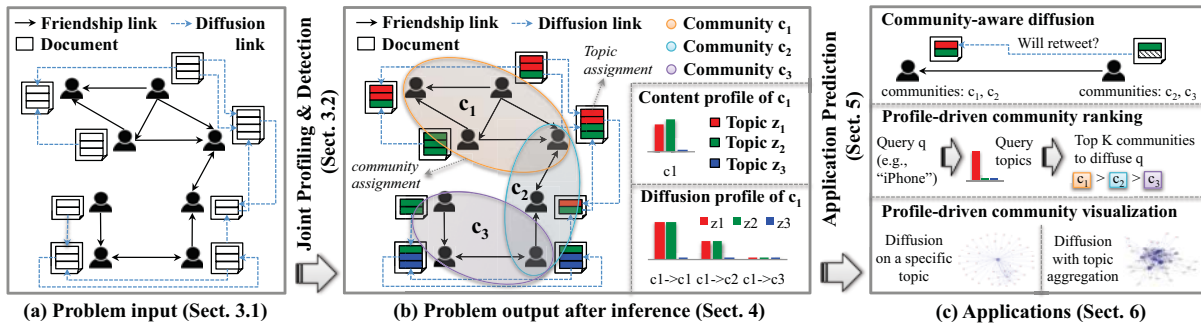 Friendship link
Diffusion
link
Document
(a) Problem input (Sect. 3.1)
Joint Profiling & Detection
(Sect. 3.2)
Friendship link
Diffusion link
Document
Community c1
Community c2
Community c3
Topic
assignment
c1
c2
c3
community
assignment
Content profile of c1
Topic z1
Topic z2
Topic z3
c1
Diffusion profile of c1
z1 z2 z3
c1->c1 c1->c2 c1->c3
(b) Problem output after inference (Sect. 4)
Application Prediction
(Sect. 5)
Community-aware diffusion
Will retweet?
communities: c1, c2
communities: c2, c3
Profile-driven community ranking
Query q
(e.g.,
“iPhone”)
Query
topics
Top K communities
to diffuse q
c1 > c2 > c3
Profile-driven community visualization
Diffusion
on a specific
topic
Diffusion
with topic
aggregation
(c) Applications (Sect. 6)